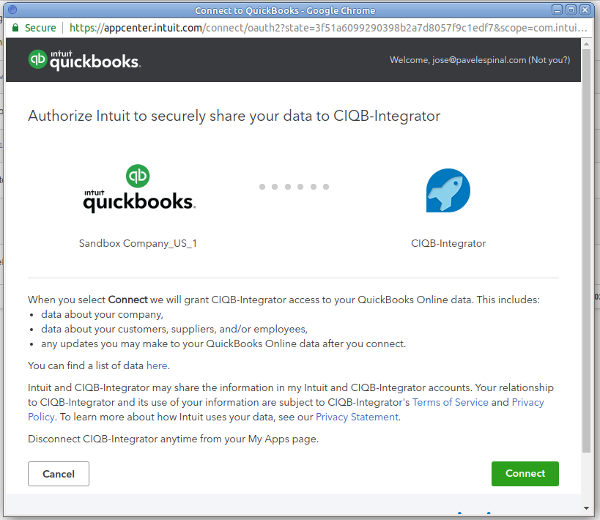 Connect to QuickBooks - Google Chrome
Secure | https://appcenter.intuit.com/connect/oauth2?state=3f51a6099290398b2a7d8057f9c1edf7&scope=com.intui...
intuit
qb quickbooks.
Welcome, jose@pavelespinal.com (Not you?)
Authorize Intuit to securely share your data to CIQB-Integrator
qb
intuit
quickbooks.
Sandbox Company_US_1
CIQB-Integrator
When you select Connect we will grant CIQB-Integrator access to your QuickBooks Online data. This includes:
• data about your company,
• data about your customers, suppliers, and/or employees,
• any updates you may make to your QuickBooks Online data after you connect.
You can find a list of data here.
Intuit and CIQB-Integrator may share the information in my Intuit and CIQB-Integrator accounts. Your relationship
to CIQB-Integrator and its use of your information are subject to CIQB-Integrator's Terms of Service and Privacy
Policy. To learn more about how Intuit uses your data, see our Privacy Statement.
Disconnect CIQB-Integrator anytime from your My Apps page.
Cancel
Connect